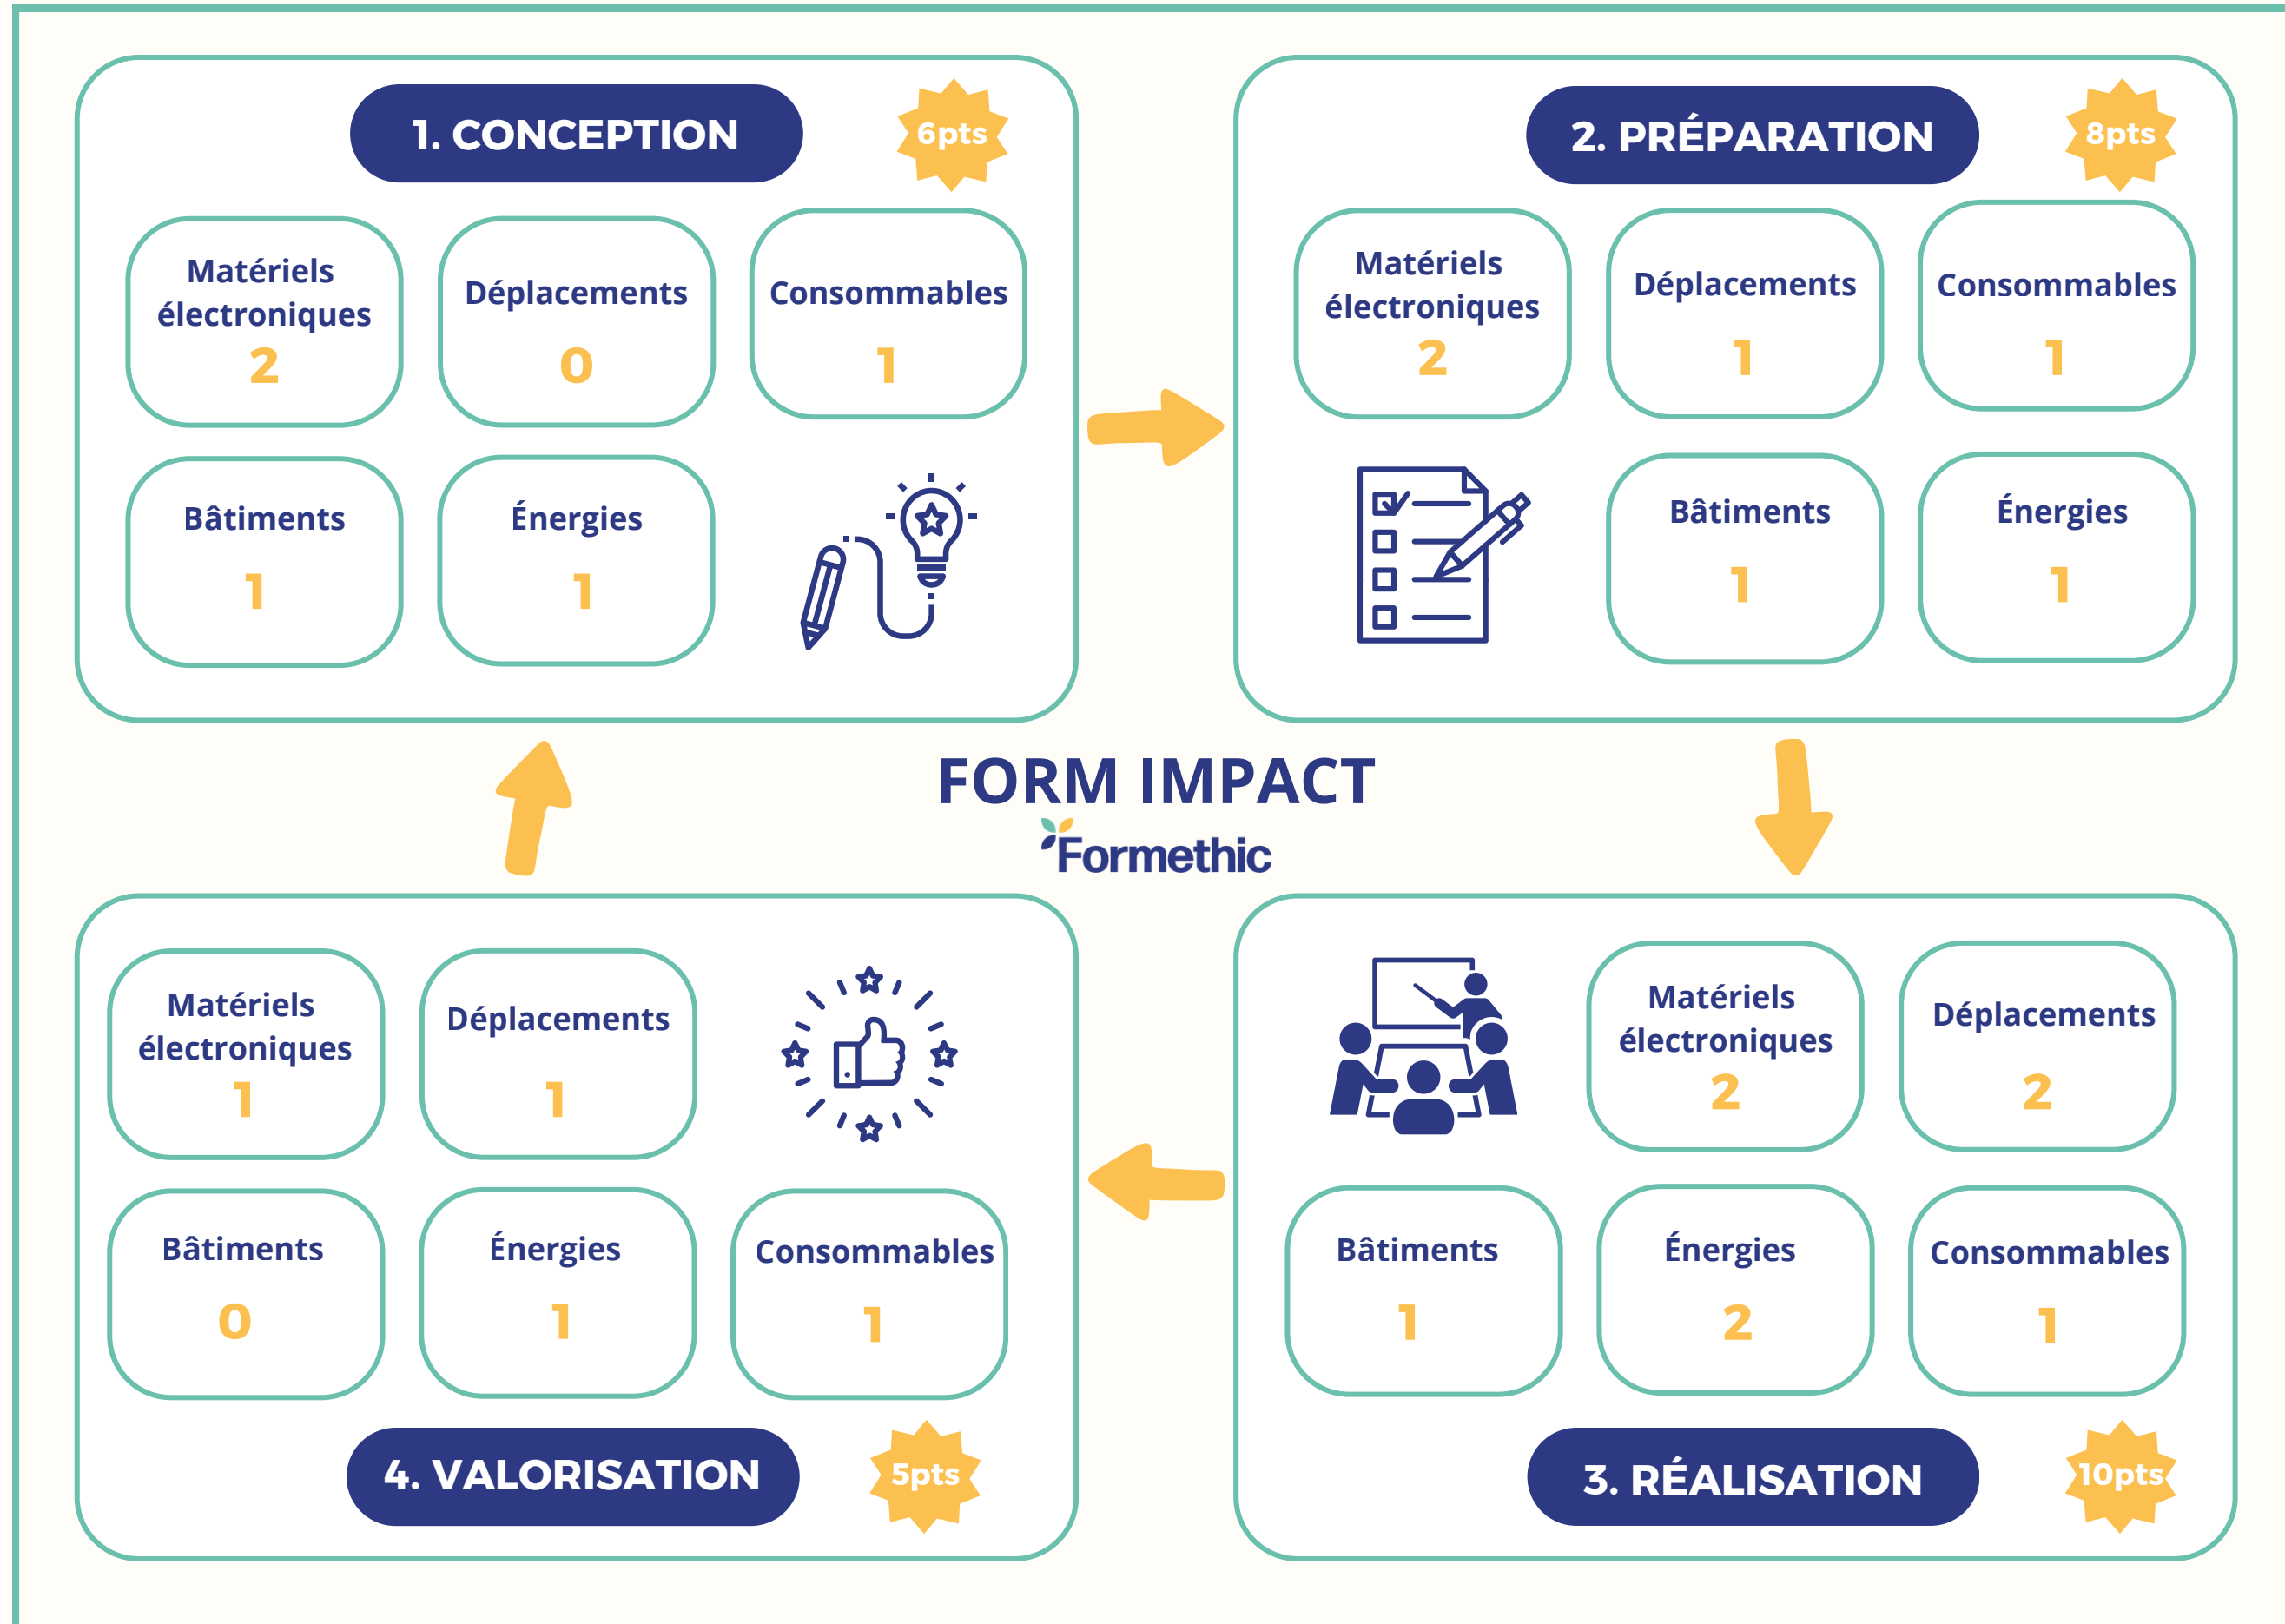 1. CONCEPTION
6pts
Matériels
électroniques
2
Déplacements
0
Consommables
1
Bâtiments
1
Énergies
1
2. PRÉPARATION
8pts
Matériels
électroniques
2
Déplacements
1
Consommables
1
Bâtiments
1
Énergies
1
FORM IMPACT
Formethic
Matériels
électroniques
2
Déplacements
2
Bâtiments
1
Énergies
2
Consommables
1
3. RÉALISATION
10pts
Matériels
électroniques
1
Déplacements
1
Bâtiments
0
Énergies
1
Consommables
1
4. VALORISATION
5pts